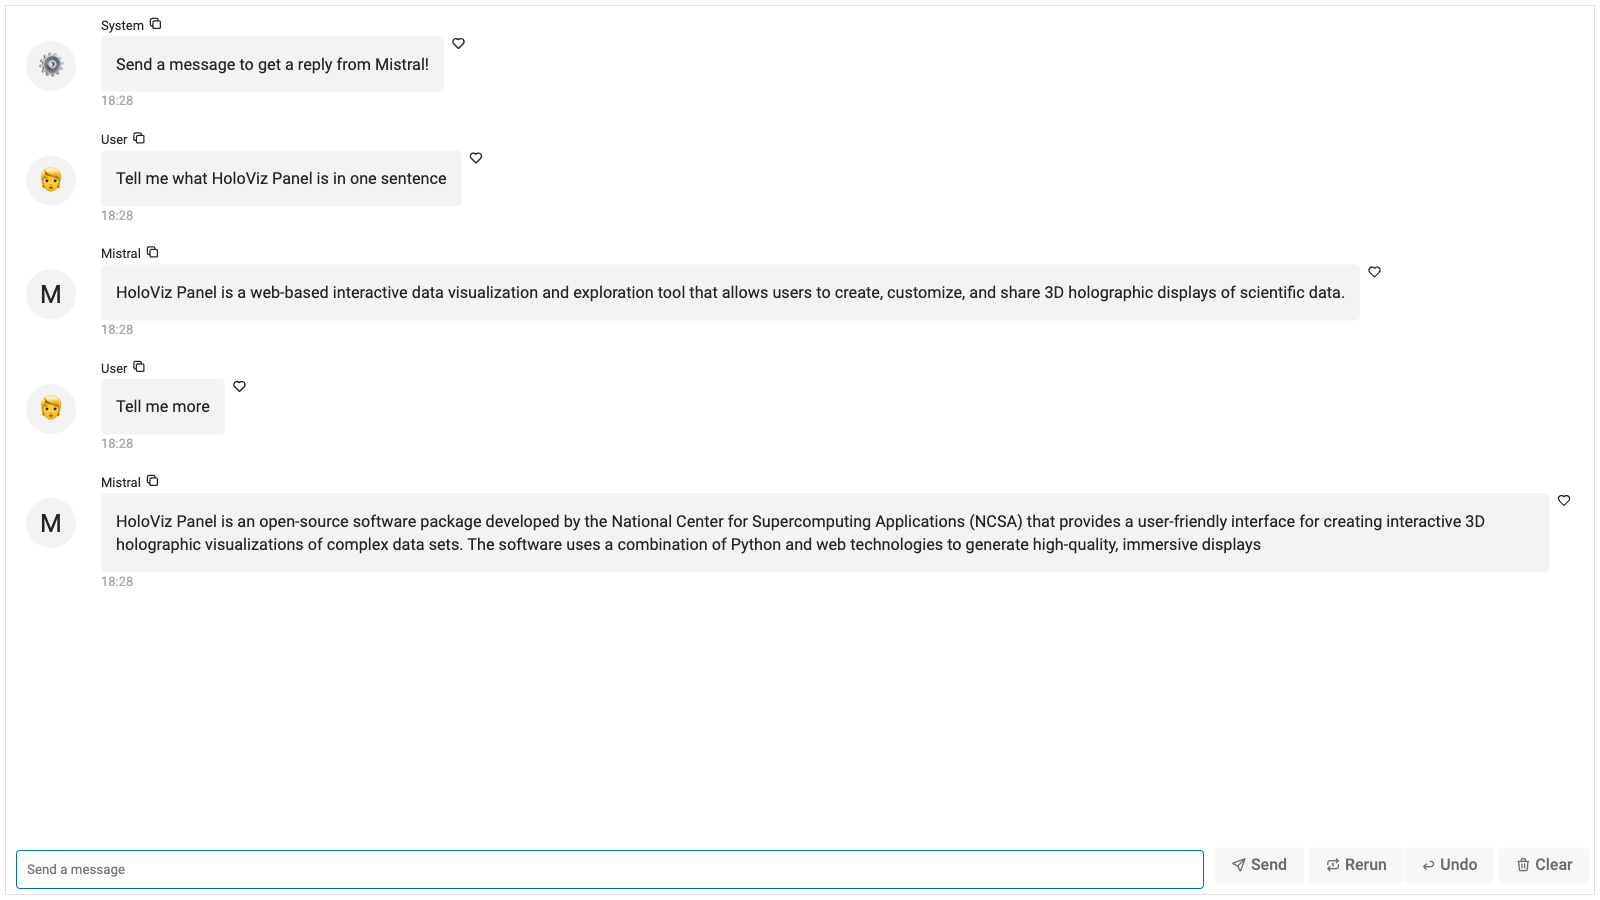 System
Send a message to get a reply from Mistral!
18:28
User
Tell me what HoloViz Panel is in one sentence
18:28
Mistral
M
HoloViz Panel is a web-based interactive data visualization and exploration tool that allows users to create, customize, and share 3D holographic displays of scientific data.
18:28
User
Tell me more
18:28
Mistral
M
HoloViz Panel is an open-source software package developed by the National Center for Supercomputing Applications (NCSA) that provides a user-friendly interface for creating interactive 3D
holographic visualizations of complex data sets. The software uses a combination of Python and web technologies to generate high-quality, immersive displays
18:28
Send a message
Send
Rerun
Undo
Clear